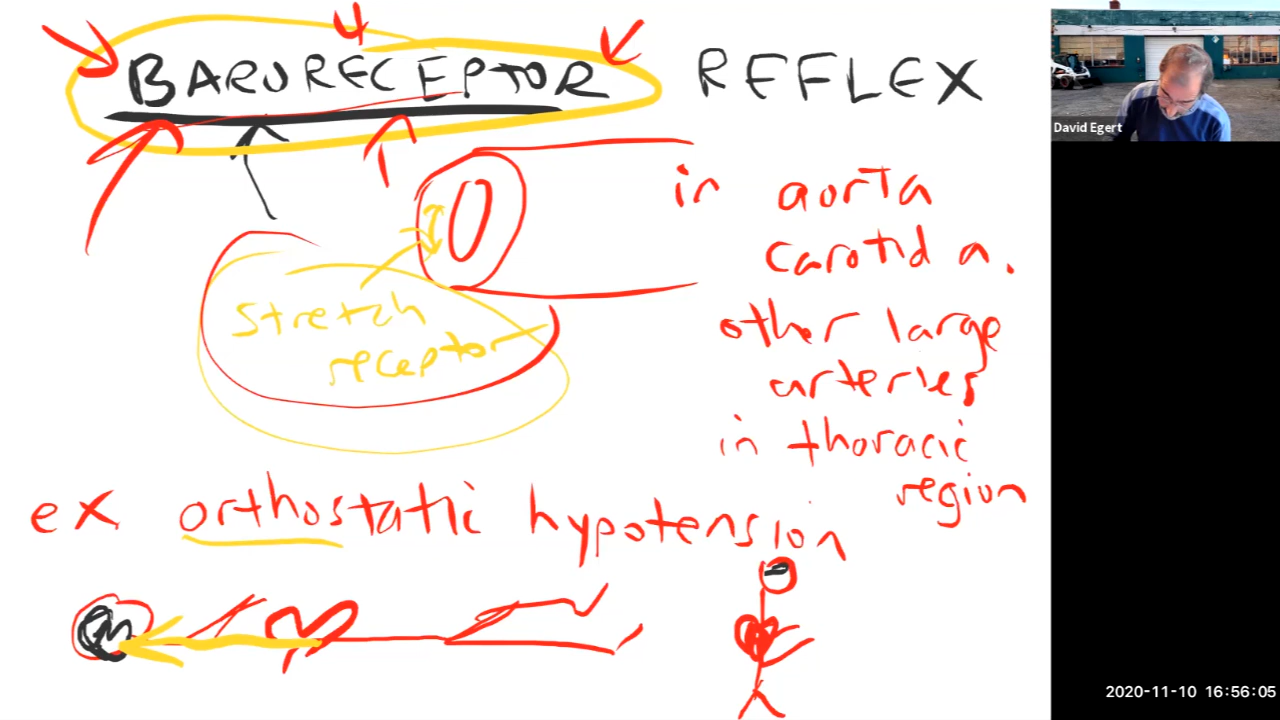 BARORECEPTOR REFLEX
David Egert
in aorta
carotid a.
other large
arteries
in thoracic
region
stretch
receptor
ex orthostatic hypotension
2020-11-10 16:56:05